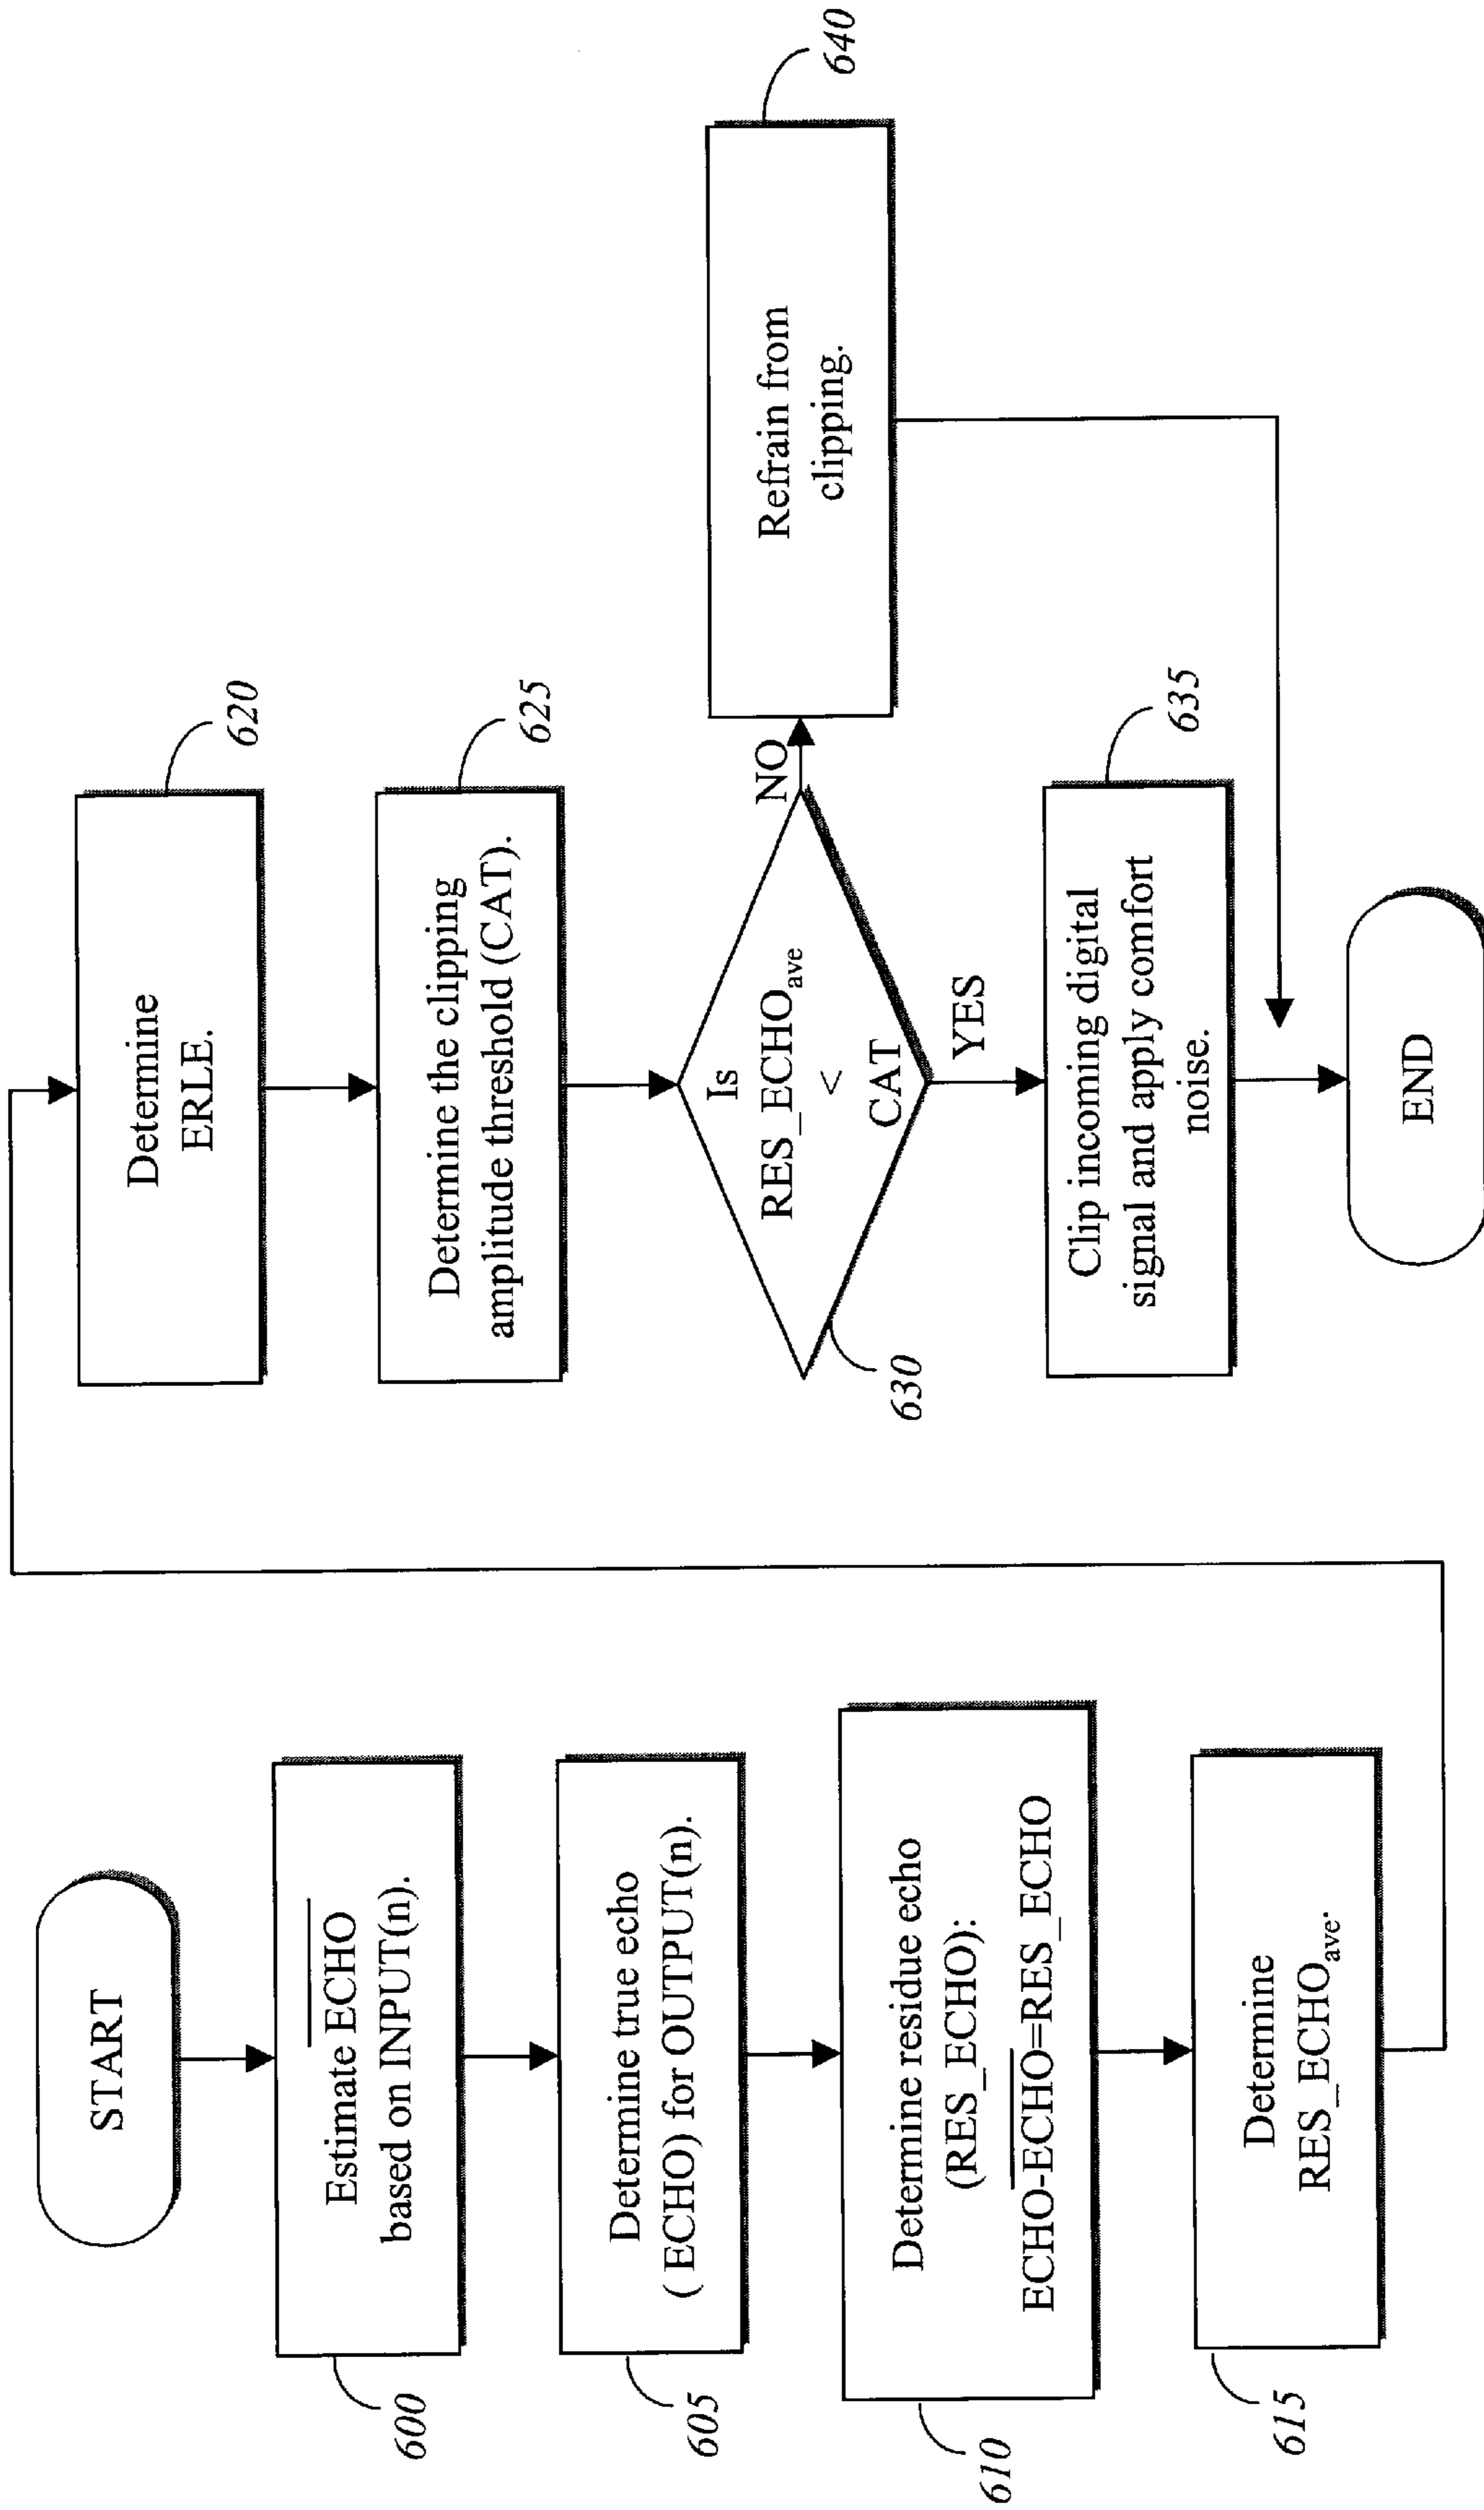 START
Estimate E̅C̅H̅O̅
based on INPUT(n).
600
Determine true echo
( ECHO) for OUTPUT(n).
605
Determine residue echo
(RES_ECHO):
ECHO-E̅C̅H̅O̅=RES_ECHO
610
Determine
RES_ECHOave.
615
Determine
ERLE.
620
Determine the clipping
amplitude threshold (CAT).
625
Is
RES_ECHOave
<
CAT
630
NO
YES
Refrain from
clipping.
640
Clip incoming digital
signal and apply comfort
noise.
635
END